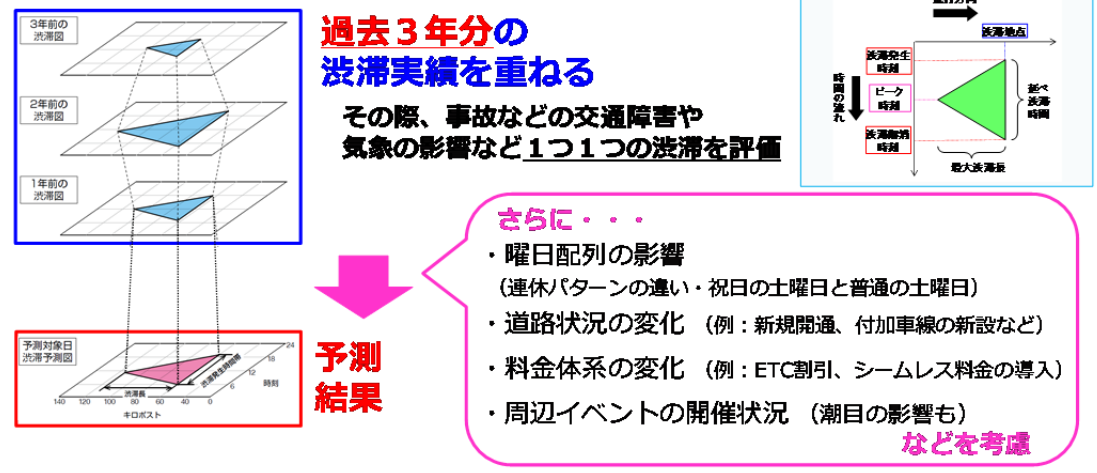 3年前の
渋滞図
2年前の
渋滞図
1年前の
渋滞図
過去３年分の
渋滞実績を重ねる
その際、事故などの交通障害や
気象の影響など１つ１つの渋滞を評価
渋滞地点
渋滞発生
時刻
ピーク
時刻
渋滞解消
時刻
時間の流れ
延べ
渋滞
時間
最大渋滞長
さらに・・・
・曜日配列の影響
（連休パターンの違い・祝日の土曜日と普通の土曜日）
・道路状況の変化 （例：新規開通、付加車線の新設など）
・料金体系の変化 （例：ETC割引、シームレス料金の導入）
・周辺イベントの開催状況 （潮目の影響も）
などを考慮
予測対象日
渋滞予測図
渋滞長
渋滞発生時間帯
24
18
12
6
0
時刻
140 120 100 80 60 40
キロポスト
予測
結果